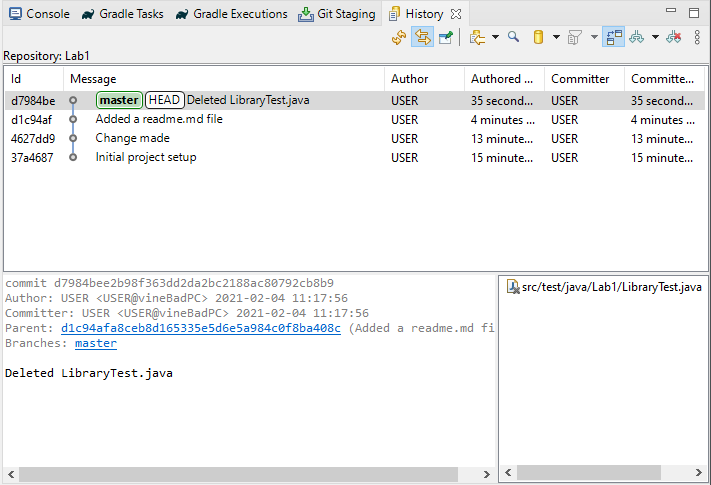 Console Gradle Tasks Gradle Executions Git Staging History
Repository: Lab1
Id Message Author Authored ... Committer Committe...
d7984be master HEAD Deleted LibraryTest.java USER 35 second... USER 35 second...
d1c94af Added a readme.md file USER 4 minutes ... USER 4 minutes ...
4627dd9 Change made USER 13 minute... USER 13 minute...
37a4687 Initial project setup USER 15 minute... USER 15 minute...
commit d7984bee2b98f363dd2da2bc2188ac80792cb8b9
Author: USER <USER@vineBadPC> 2021-02-04 11:17:56
Committer: USER <USER@vineBadPC> 2021-02-04 11:17:56
Parent: d1c94afa8ceb8d165335e5d6e5a984c0f8ba408c (Added a readme.md fi
Branches: master
Deleted LibraryTest.java
src/test/java/Lab1/LibraryTest.java